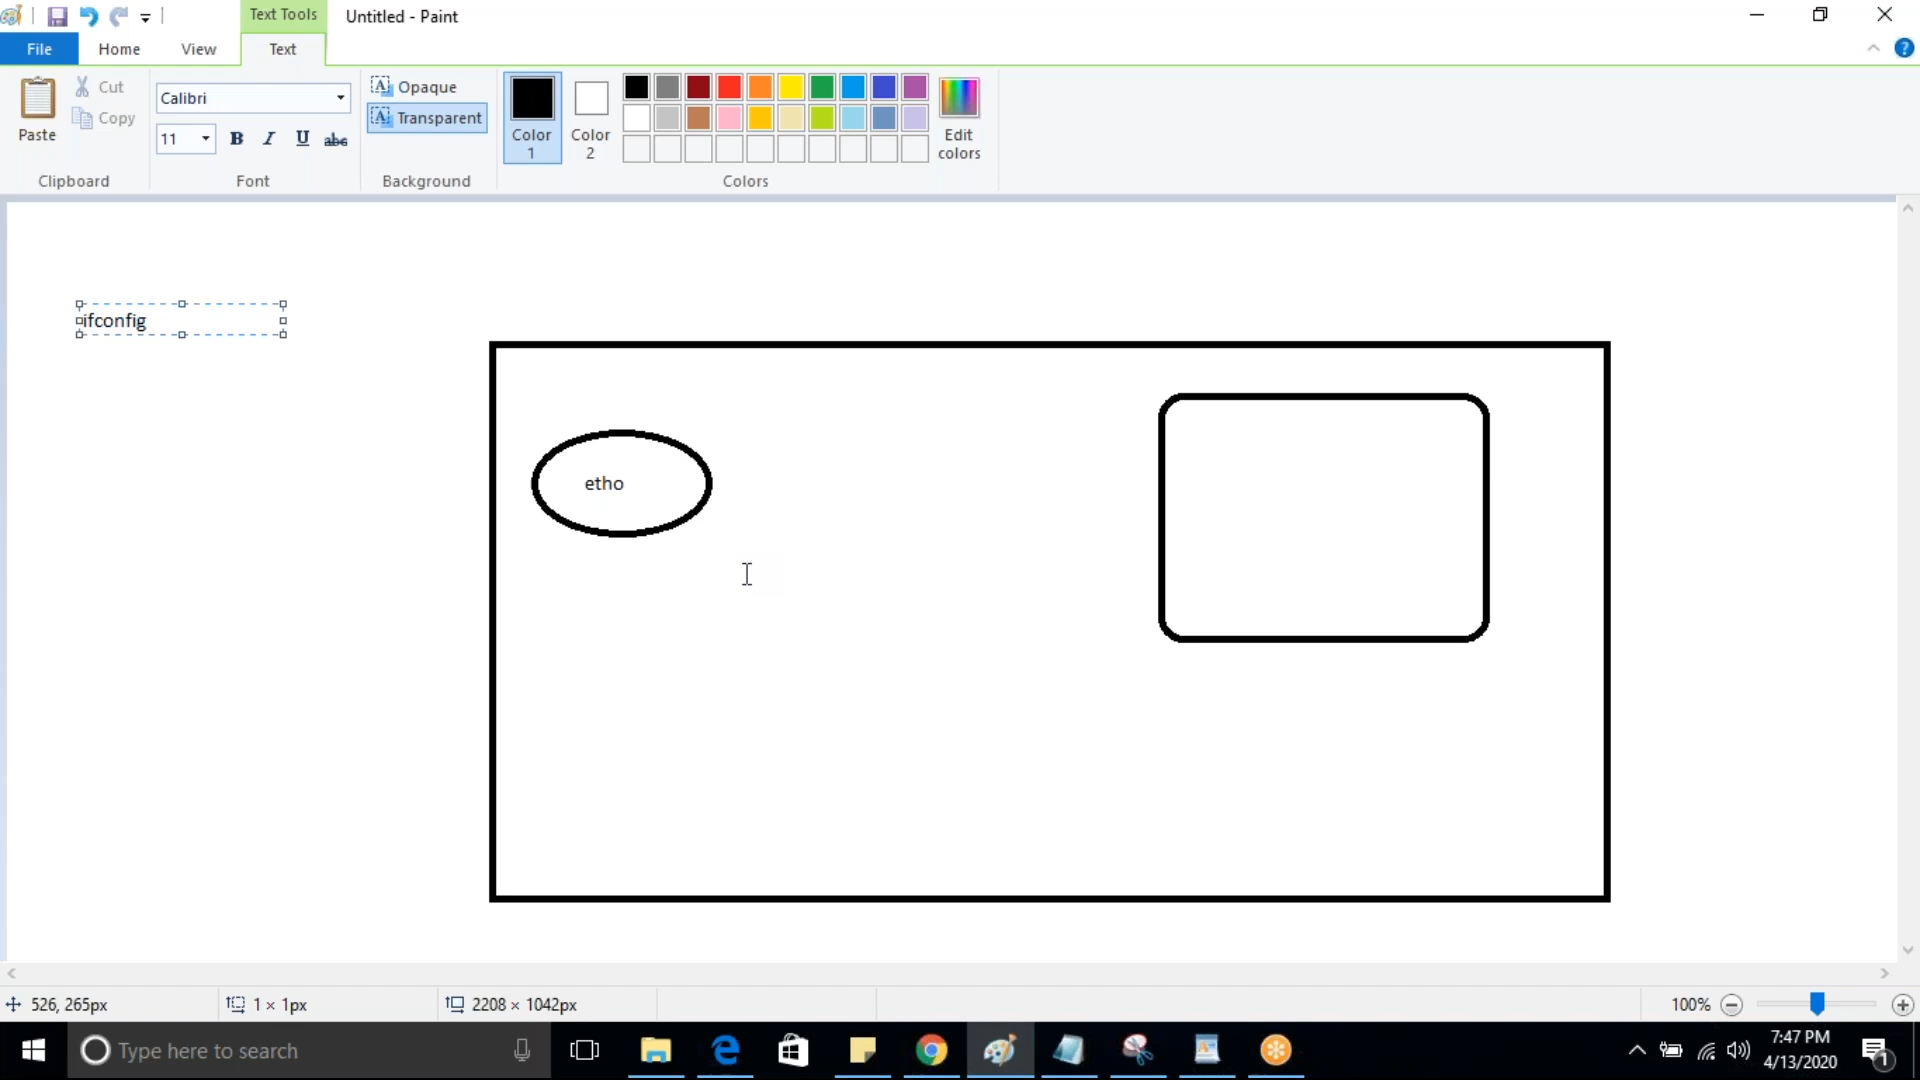 Text Tools
Untitled - Paint
File
Home
View
Text
Paste
Cut
Copy
Clipboard
Calibri
11
B
I
U
abc
Font
A Opaque
A Transparent
Background
Color 1
Color 2
Edit colors
Colors
ifconfig
etho
526, 265px
1 × 1px
2208 × 1042px
100%
Type here to search
7:47 PM
4/13/2020
1